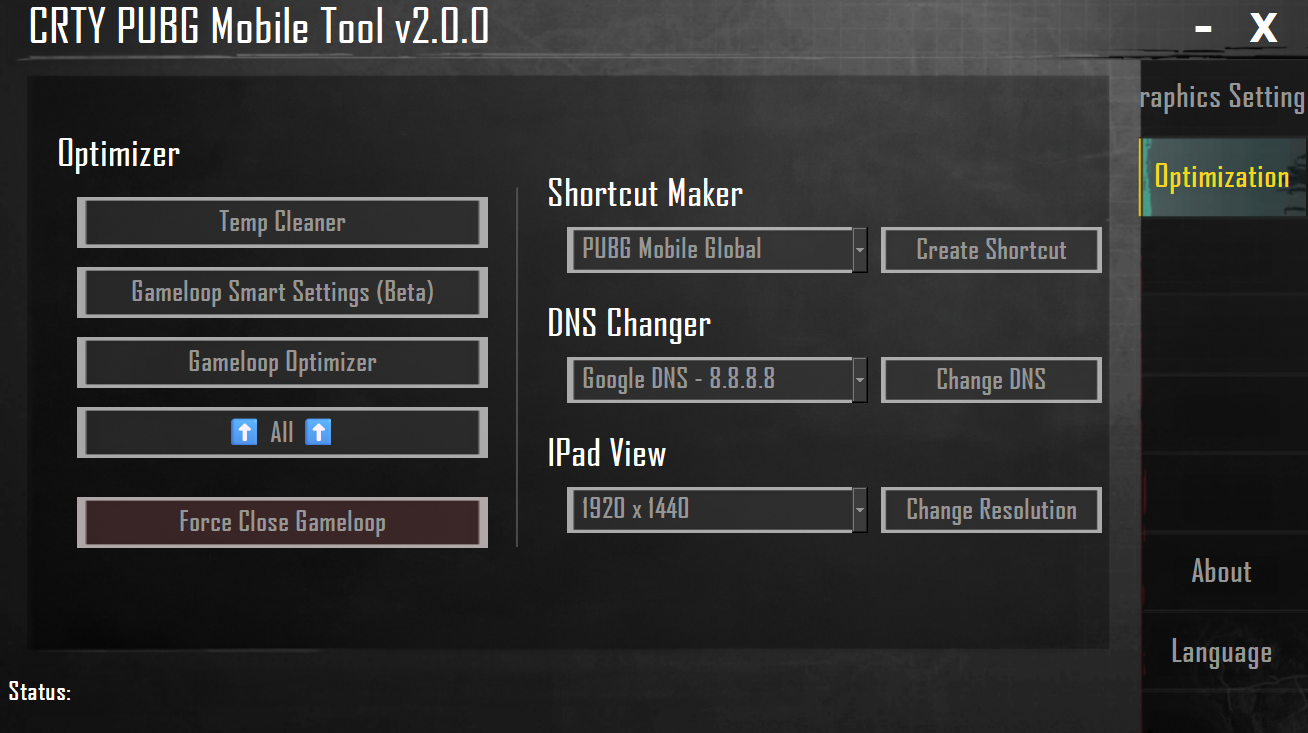 CRTY PUBG Mobile Tool v2.0.0
- X
raphics Setting
Optimization
About
Language
Optimizer
Temp Cleaner
Gameloop Smart Settings (Beta)
Gameloop Optimizer
⬆ All ⬆
Force Close Gameloop
Shortcut Maker
PUBG Mobile Global
Create Shortcut
DNS Changer
Google DNS - 8.8.8.8
Change DNS
IPad View
1920 x 1440
Change Resolution
Status: